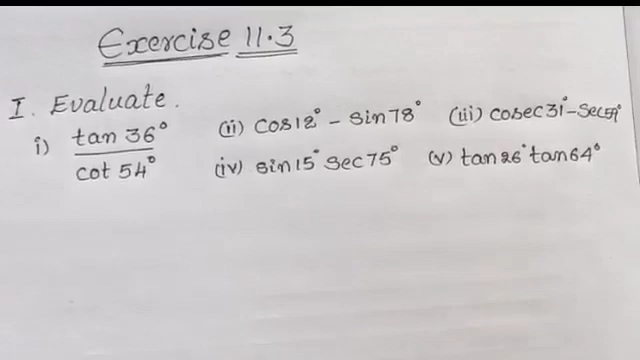 Exercise 11.3
I. Evaluate.
i) tan 36° / cot 54° (ii) cos12° - sin78° (iii) cosec31° - sec59°
(iv) sin15° sec75° (v) tan26° tan64°